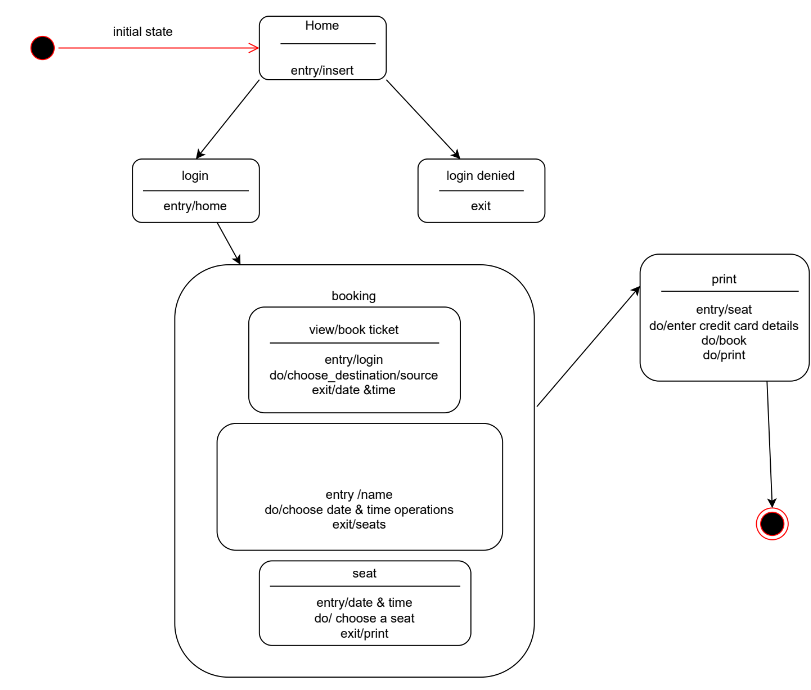 initial state
Home
entry/insert
login
entry/home
login denied
exit
booking
view/book ticket
entry/login
do/choose_destination/source
exit/date &time
entry /name
do/choose date & time operations
exit/seats
seat
entry/date & time
do/ choose a seat
exit/print
print
entry/seat
do/enter credit card details
do/book
do/print